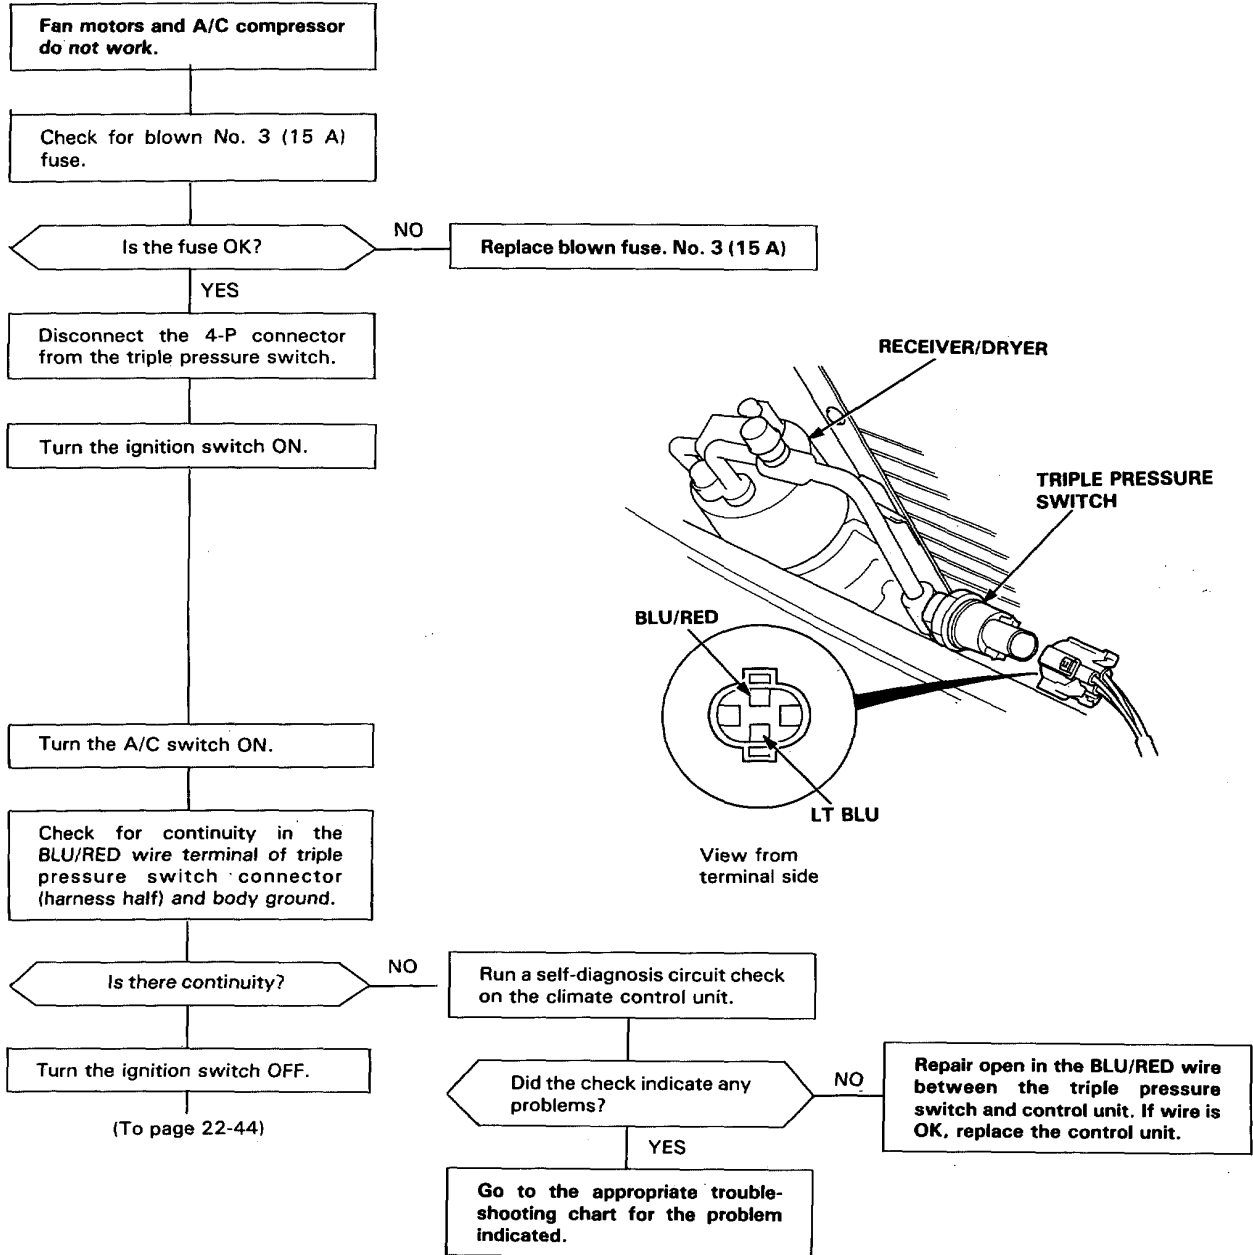 Fan motors and A/C compressor
do not work.
Check for blown No. 3 (15 A)
fuse.
Is the fuse OK?
NO
Replace blown fuse. No. 3 (15 A)
YES
Disconnect the 4-P connector
from the triple pressure switch.
Turn the ignition switch ON.
RECEIVER/DRYER
TRIPLE PRESSURE
SWITCH
BLU/RED
LT BLU
View from
terminal side
Turn the A/C switch ON.
Check for continuity in the
BLU/RED wire terminal of triple
pressure switch connector
(harness half) and body ground.
Is there continuity?
NO
Run a self-diagnosis circuit check
on the climate control unit.
Turn the ignition switch OFF.
(To page 22-44)
Did the check indicate any
problems?
NO
Repair open in the BLU/RED wire
between the triple pressure
switch and control unit. If wire is
OK, replace the control unit.
YES
Go to the appropriate trouble-
shooting chart for the problem
indicated.